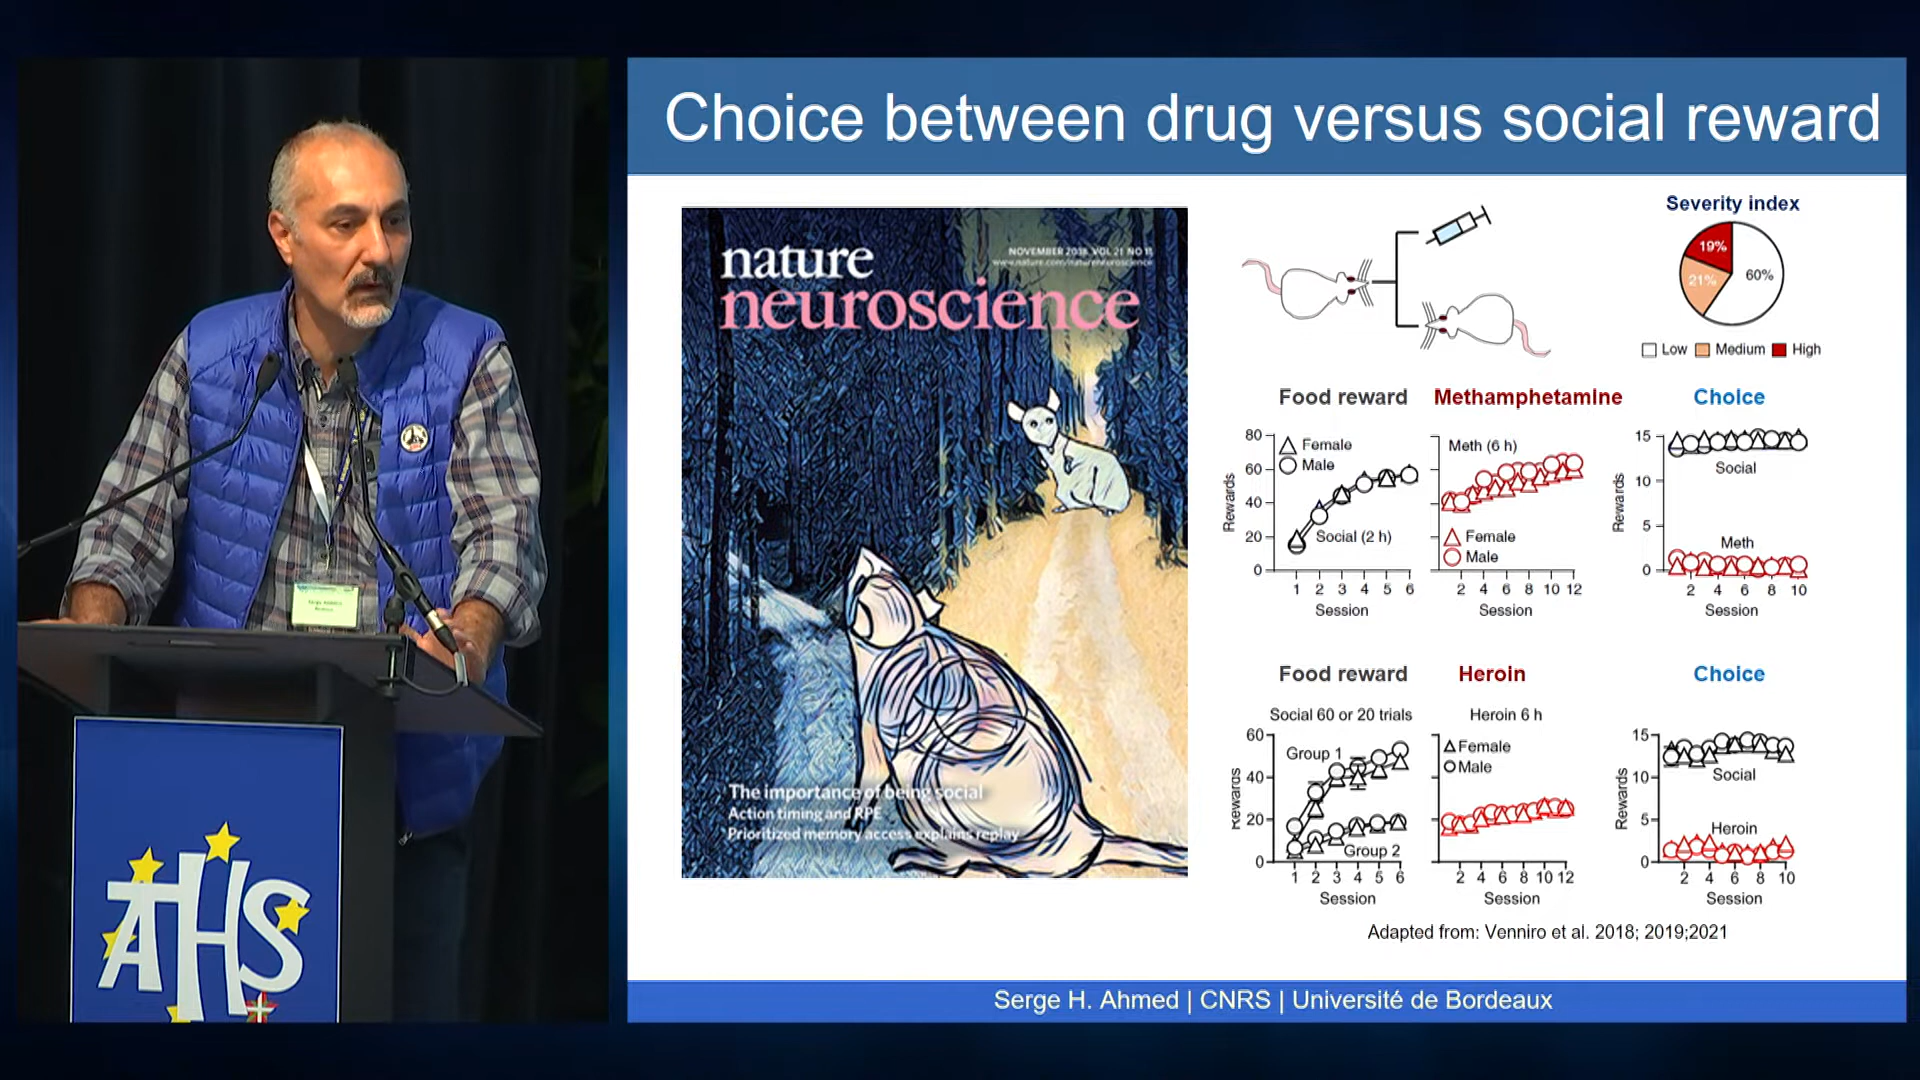 Choice between drug versus social reward
nature
neuroscience
NOVEMBER 2018 VOL 21 NO 11
www.nature.com/natureneuroscience
The importance of being social
Action timing and RPE
Prioritized memory access explains replay
Severity index
19%
21%
60%
Low Medium High
Food reward
Methamphetamine
Choice
80
60
40
20
0
Rewards
Female
Male
Social (2 h)
1 2 3 4 5 6
Session
Meth (6 h)
Female
Male
2 4 6 8 10 12
Session
15
10
5
0
Rewards
Social
Meth
2 4 6 8 10
Session
Food reward
Heroin
Choice
Social 60 or 20 trials
60
40
20
0
Rewards
Group 1
Group 2
1 2 3 4 5 6
Session
Heroin 6 h
Female
Male
2 4 6 8 10 12
Session
15
10
5
0
Rewards
Social
Heroin
2 4 6 8 10
Session
Adapted from: Venniro et al. 2018; 2019;2021
Serge H. Ahmed | CNRS | Université de Bordeaux
AHS